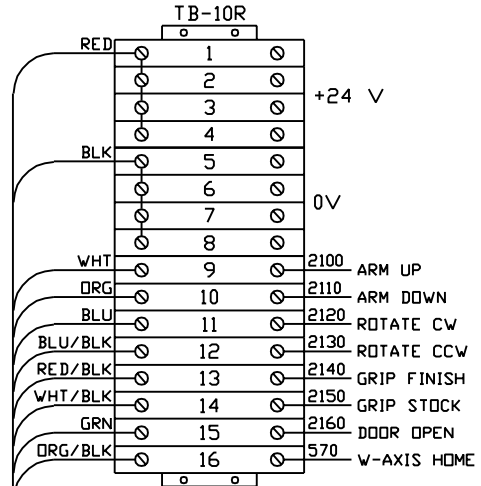 TB-10R
RED 1
2
3
4
+24 V
BLK 5
6
7
8
0V
WHT 9 2100 ARM UP
ORG 10 2110 ARM DOWN
BLU 11 2120 ROTATE CW
BLU/BLK 12 2130 ROTATE CCW
RED/BLK 13 2140 GRIP FINISH
WHT/BLK 14 2150 GRIP STOCK
GRN 15 2160 DOOR OPEN
ORG/BLK 16 570 W-AXIS HOME